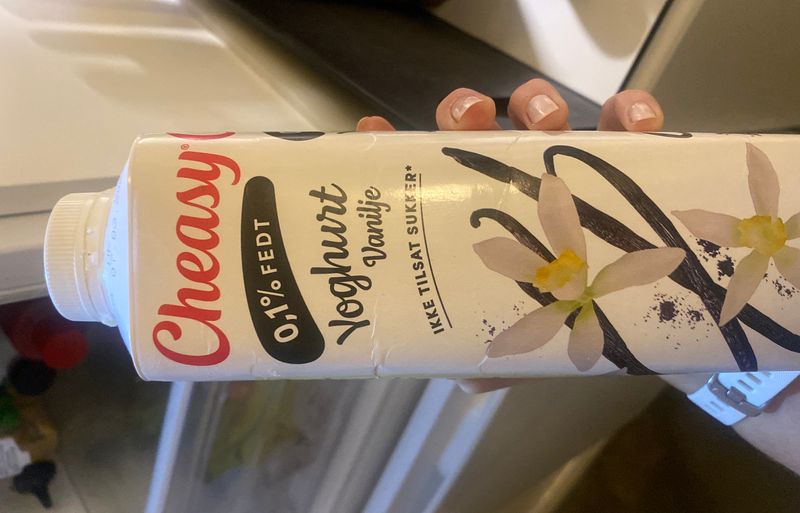 Cheasy®
0,1% FEDT
Yoghurt
Vanilje
IKKE TILSAT SUKKER*